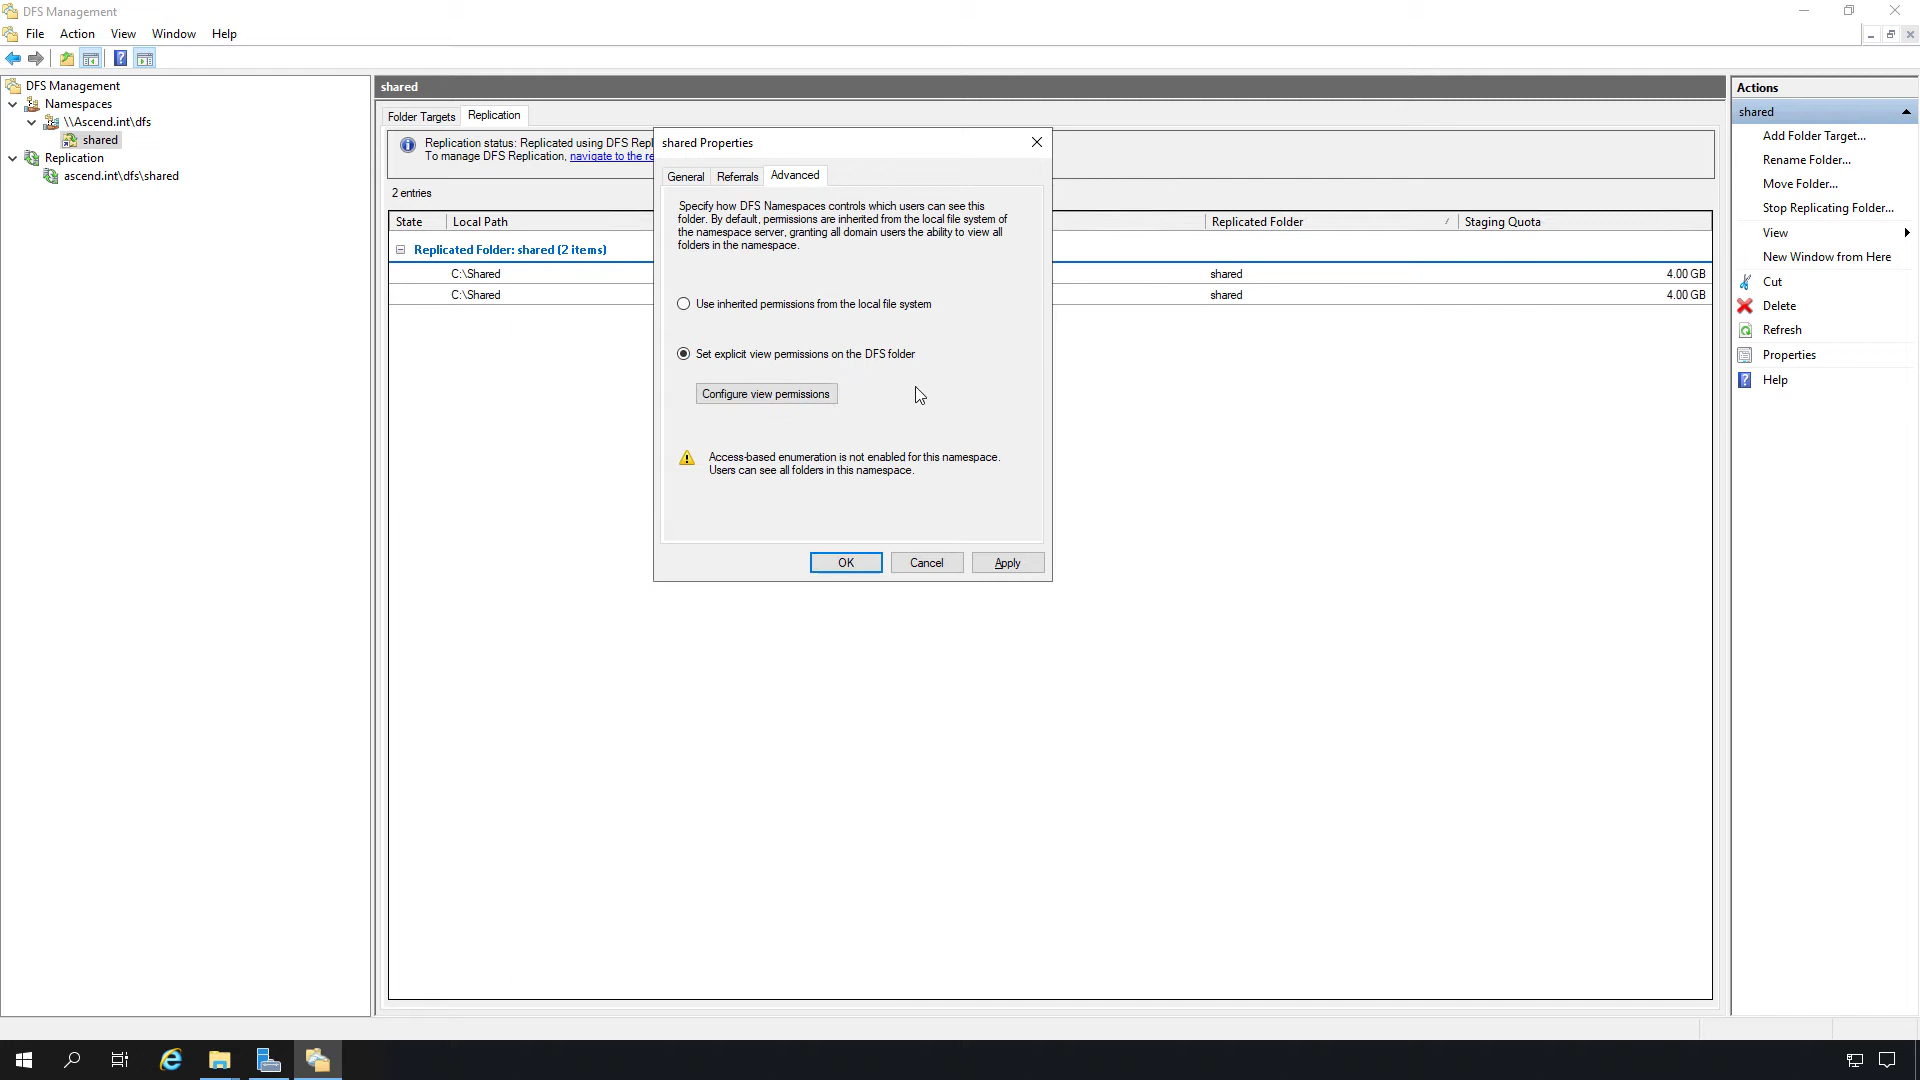 DFS Management
File Action View Window Help
DFS Management
Namespaces
\\Ascend.int\dfs
shared
Replication
ascend.int\dfs\shared
shared
Folder Targets Replication
Replication status: Replicated using DFS Repl
To manage DFS Replication, navigate to the re
2 entries
State Local Path Replicated Folder Staging Quota
Replicated Folder: shared (2 items)
C:\Shared shared 4.00 GB
C:\Shared shared 4.00 GB
shared Properties
General Referrals Advanced
Specify how DFS Namespaces controls which users can see this
folder. By default, permissions are inherited from the local file system of
the namespace server, granting all domain users the ability to view all
folders in the namespace.
Use inherited permissions from the local file system
Set explicit view permissions on the DFS folder
Configure view permissions
Access-based enumeration is not enabled for this namespace.
Users can see all folders in this namespace.
OK Cancel Apply
Actions
shared
Add Folder Target...
Rename Folder...
Move Folder...
Stop Replicating Folder...
View
New Window from Here
Cut
Delete
Refresh
Properties
Help